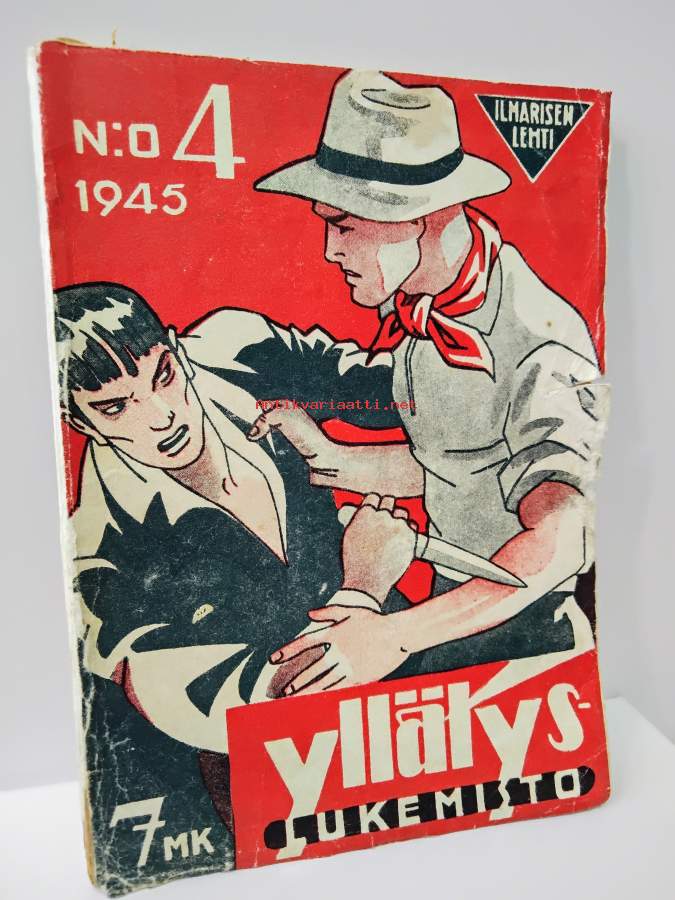 N:O 4
1945
ILMARISEN
LEHTI
antikvariaatti.net
yllätys-
LUKEMISTO
7 MK